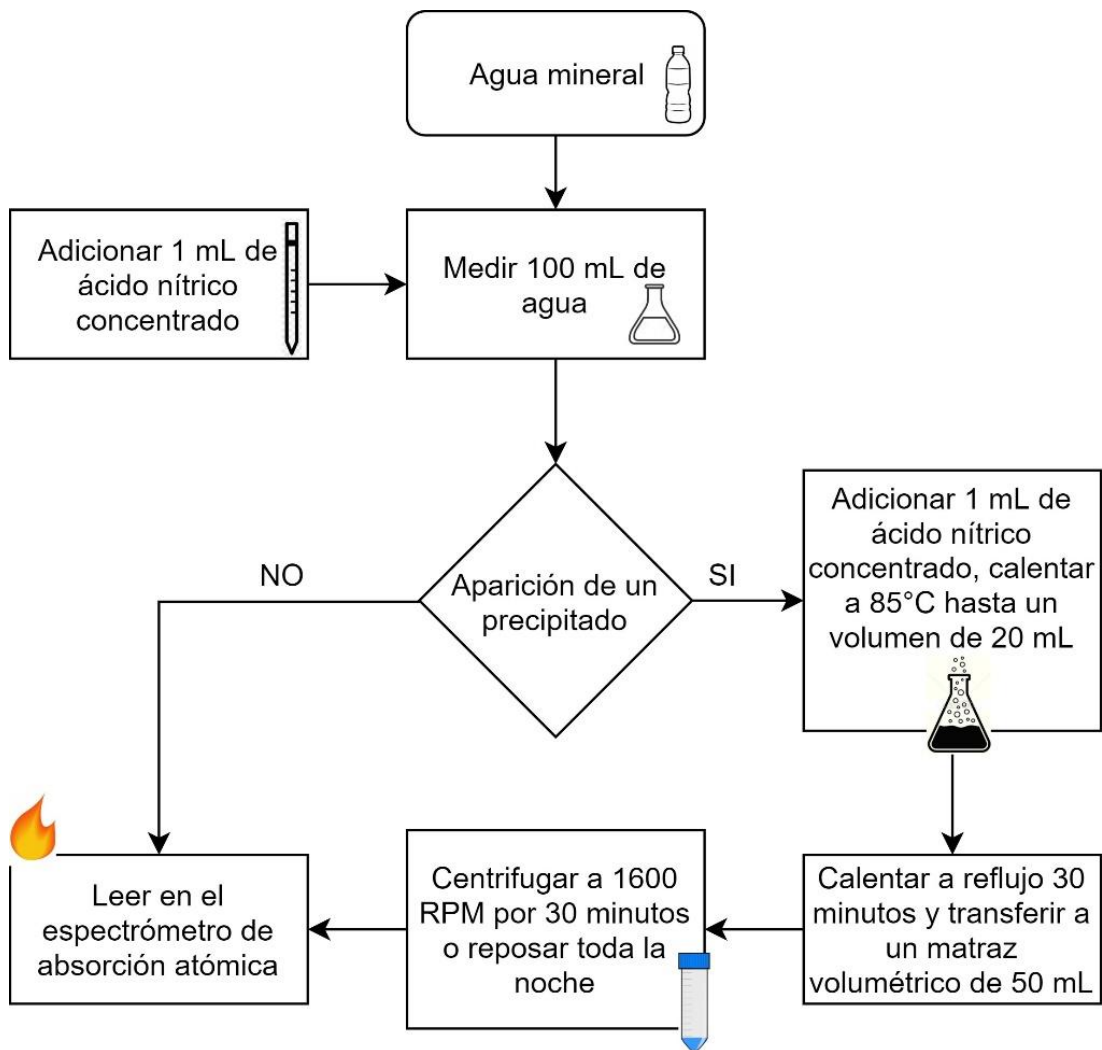 Agua mineral
Adicionar 1 mL de
ácido nítrico
concentrado
Medir 100 mL de
agua
Aparición de un
precipitado
NO
SI
Adicionar 1 mL de
ácido nítrico
concentrado, calentar
a 85°C hasta un
volumen de 20 mL
Calentar a reflujo 30
minutos y transferir a
un matraz
volumétrico de 50 mL
Centrifugar a 1600
RPM por 30 minutos
o reposar toda la
noche
Leer en el
espectrómetro de
absorción atómica